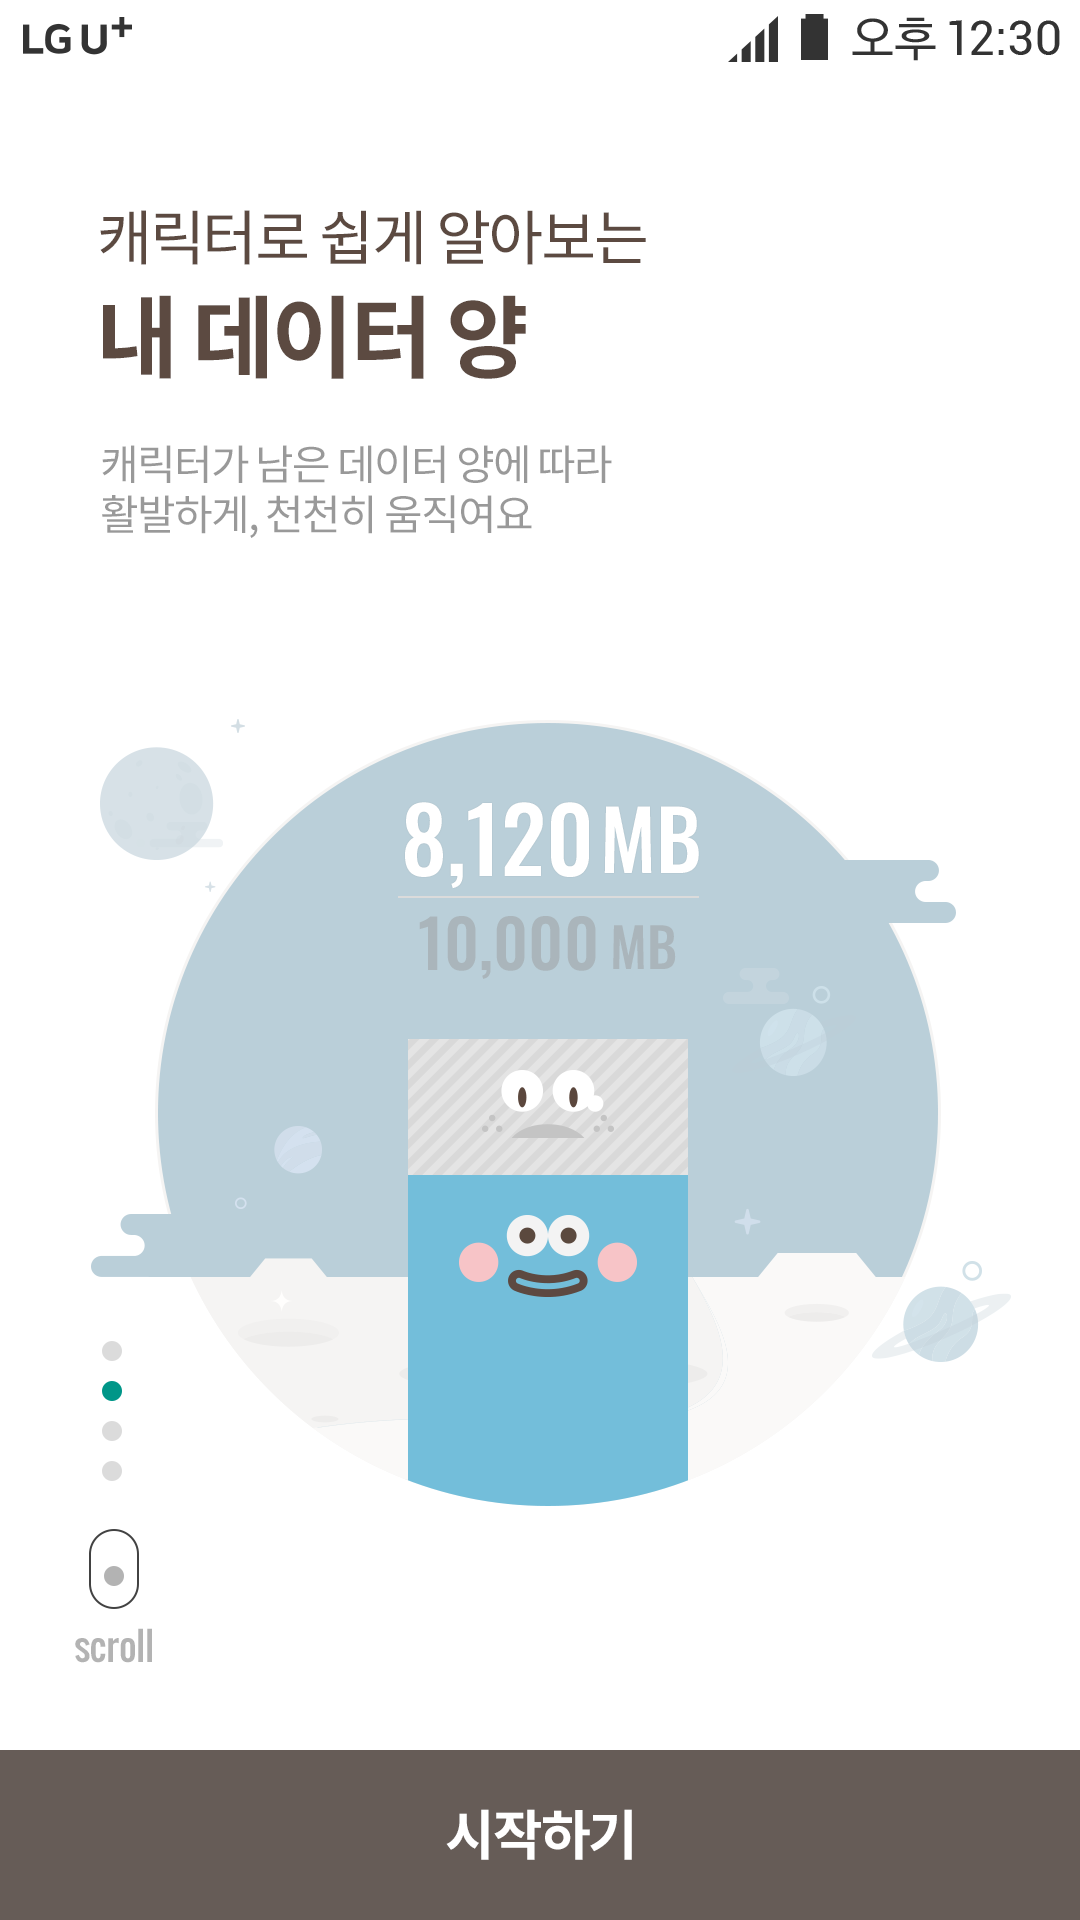 LG U+ 오후 12:30
캐릭터로 쉽게 알아보는
내 데이터 양
캐릭터가 남은 데이터 양에 따라
활발하게, 천천히 움직여요
8,120 MB
10,000 MB
scroll
시작하기